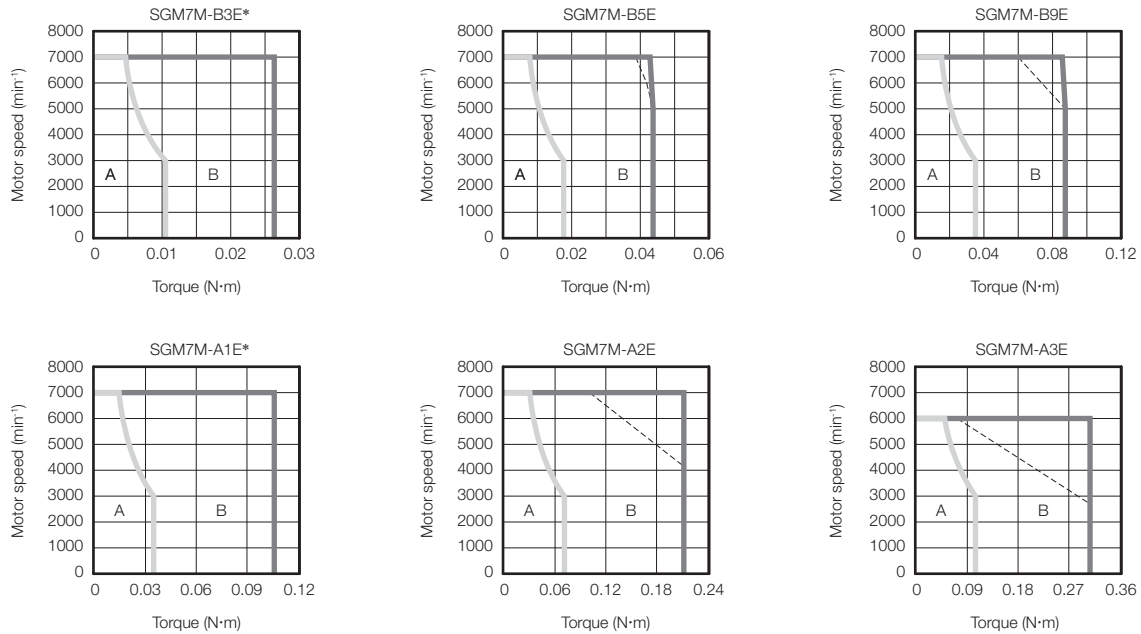 SGM7M-B3E*
8000
7000
6000
5000
4000
3000
2000
1000
0
Motor speed (min⁻¹)
A
B
0 0.01 0.02 0.03
Torque (N•m)
SGM7M-B5E
8000
7000
6000
5000
4000
3000
2000
1000
0
Motor speed (min⁻¹)
A
B
0 0.02 0.04 0.06
Torque (N•m)
SGM7M-B9E
8000
7000
6000
5000
4000
3000
2000
1000
0
Motor speed (min⁻¹)
A
B
0 0.04 0.08 0.12
Torque (N•m)
SGM7M-A1E*
8000
7000
6000
5000
4000
3000
2000
1000
0
Motor speed (min⁻¹)
A
B
0 0.03 0.06 0.09 0.12
Torque (N•m)
SGM7M-A2E
8000
7000
6000
5000
4000
3000
2000
1000
0
Motor speed (min⁻¹)
A
B
0 0.06 0.12 0.18 0.24
Torque (N•m)
SGM7M-A3E
8000
7000
6000
5000
4000
3000
2000
1000
0
Motor speed (min⁻¹)
A
B
0 0.09 0.18 0.27 0.36
Torque (N•m)